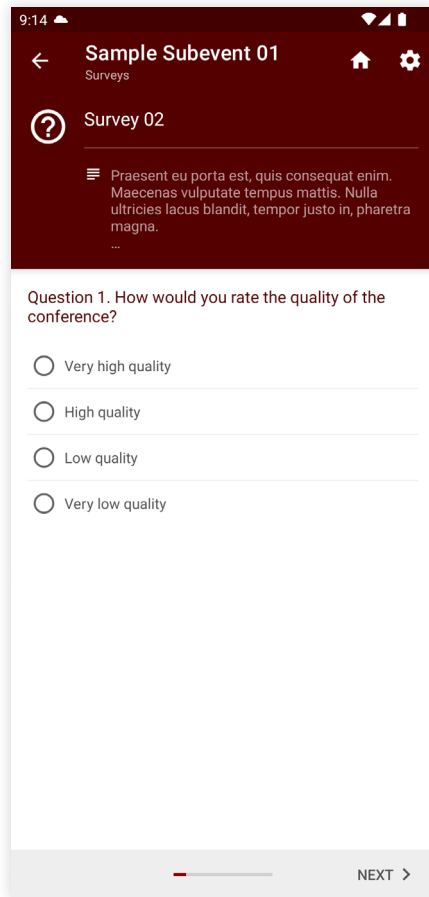 9:14
Sample Subevent 01
Surveys
Survey 02
Praesent eu porta est, quis consequat enim.
Maecenas vulputate tempus mattis. Nulla
ultricies lacus blandit, tempor justo in, pharetra
magna.
...
Question 1. How would you rate the quality of the
conference?
Very high quality
High quality
Low quality
Very low quality
NEXT